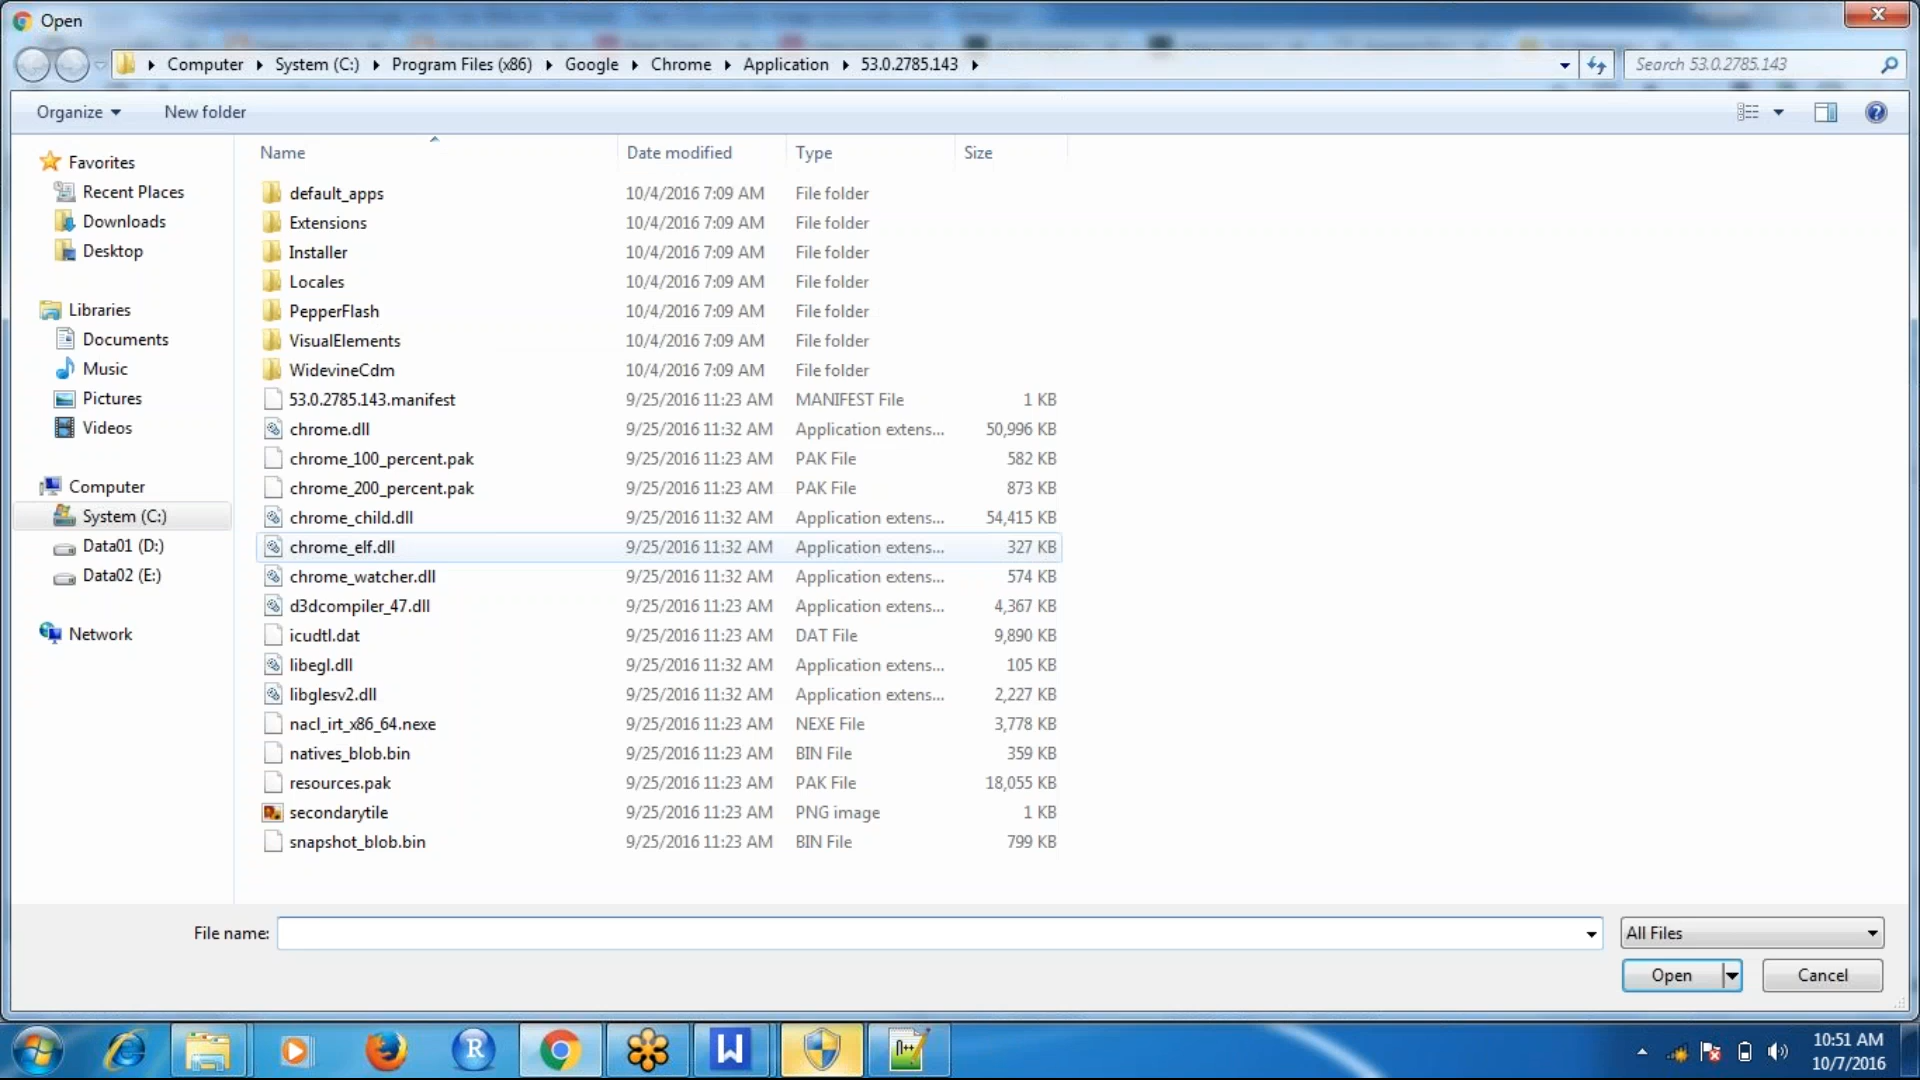 Open
Computer System (C:) Program Files (x86) Google Chrome Application 53.0.2785.143
Search 53.0.2785.143
Organize New folder
Name Date modified Type Size
Favorites
Recent Places
Downloads
Desktop
Libraries
Documents
Music
Pictures
Videos
Computer
System (C:)
Data01 (D:)
Data02 (E:)
Network
default_apps 10/4/2016 7:09 AM File folder
Extensions 10/4/2016 7:09 AM File folder
Installer 10/4/2016 7:09 AM File folder
Locales 10/4/2016 7:09 AM File folder
PepperFlash 10/4/2016 7:09 AM File folder
VisualElements 10/4/2016 7:09 AM File folder
WidevineCdm 10/4/2016 7:09 AM File folder
53.0.2785.143.manifest 9/25/2016 11:23 AM MANIFEST File 1 KB
chrome.dll 9/25/2016 11:32 AM Application extens... 50,996 KB
chrome_100_percent.pak 9/25/2016 11:23 AM PAK File 582 KB
chrome_200_percent.pak 9/25/2016 11:23 AM PAK File 873 KB
chrome_child.dll 9/25/2016 11:32 AM Application extens... 54,415 KB
chrome_elf.dll 9/25/2016 11:32 AM Application extens... 327 KB
chrome_watcher.dll 9/25/2016 11:32 AM Application extens... 574 KB
d3dcompiler_47.dll 9/25/2016 11:23 AM Application extens... 4,367 KB
icudtl.dat 9/25/2016 11:23 AM DAT File 9,890 KB
libegl.dll 9/25/2016 11:32 AM Application extens... 105 KB
libglesv2.dll 9/25/2016 11:32 AM Application extens... 2,227 KB
nacl_irt_x86_64.nexe 9/25/2016 11:23 AM NEXE File 3,778 KB
natives_blob.bin 9/25/2016 11:23 AM BIN File 359 KB
resources.pak 9/25/2016 11:23 AM PAK File 18,055 KB
secondarytile 9/25/2016 11:23 AM PNG image 1 KB
snapshot_blob.bin 9/25/2016 11:23 AM BIN File 799 KB
File name: All Files
Open Cancel
10:51 AM
10/7/2016